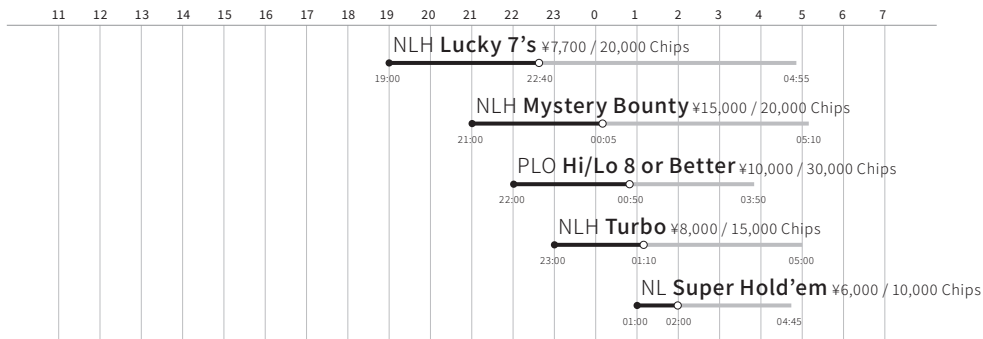 11 12 13 14 15 16 17 18 19 20 21 22 23 0 1 2 3 4 5 6 7
NLH Lucky 7’s ¥7,700 / 20,000 Chips
19:00 22:40 04:55
NLH Mystery Bounty ¥15,000 / 20,000 Chips
21:00 00:05 05:10
PLO Hi/Lo 8 or Better ¥10,000 / 30,000 Chips
22:00 00:50 03:50
NLH Turbo ¥8,000 / 15,000 Chips
23:00 01:10 05:00
NL Super Hold’em ¥6,000 / 10,000 Chips
01:00 02:00 04:45